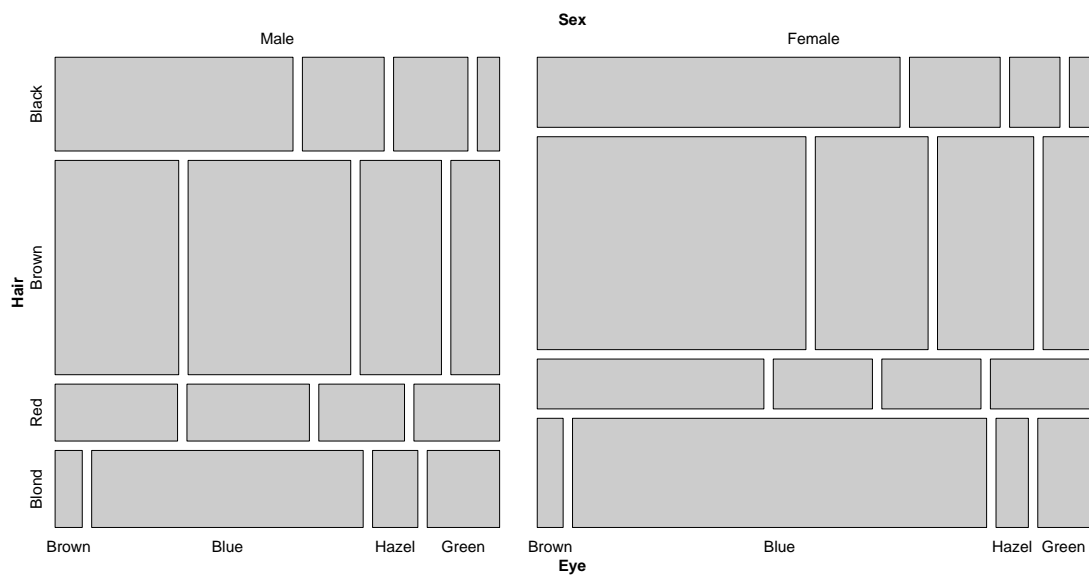 Sex
Male Female
Hair
Black
Brown
Red
Blond
Brown Blue Hazel Green Brown Blue Hazel Green
Eye